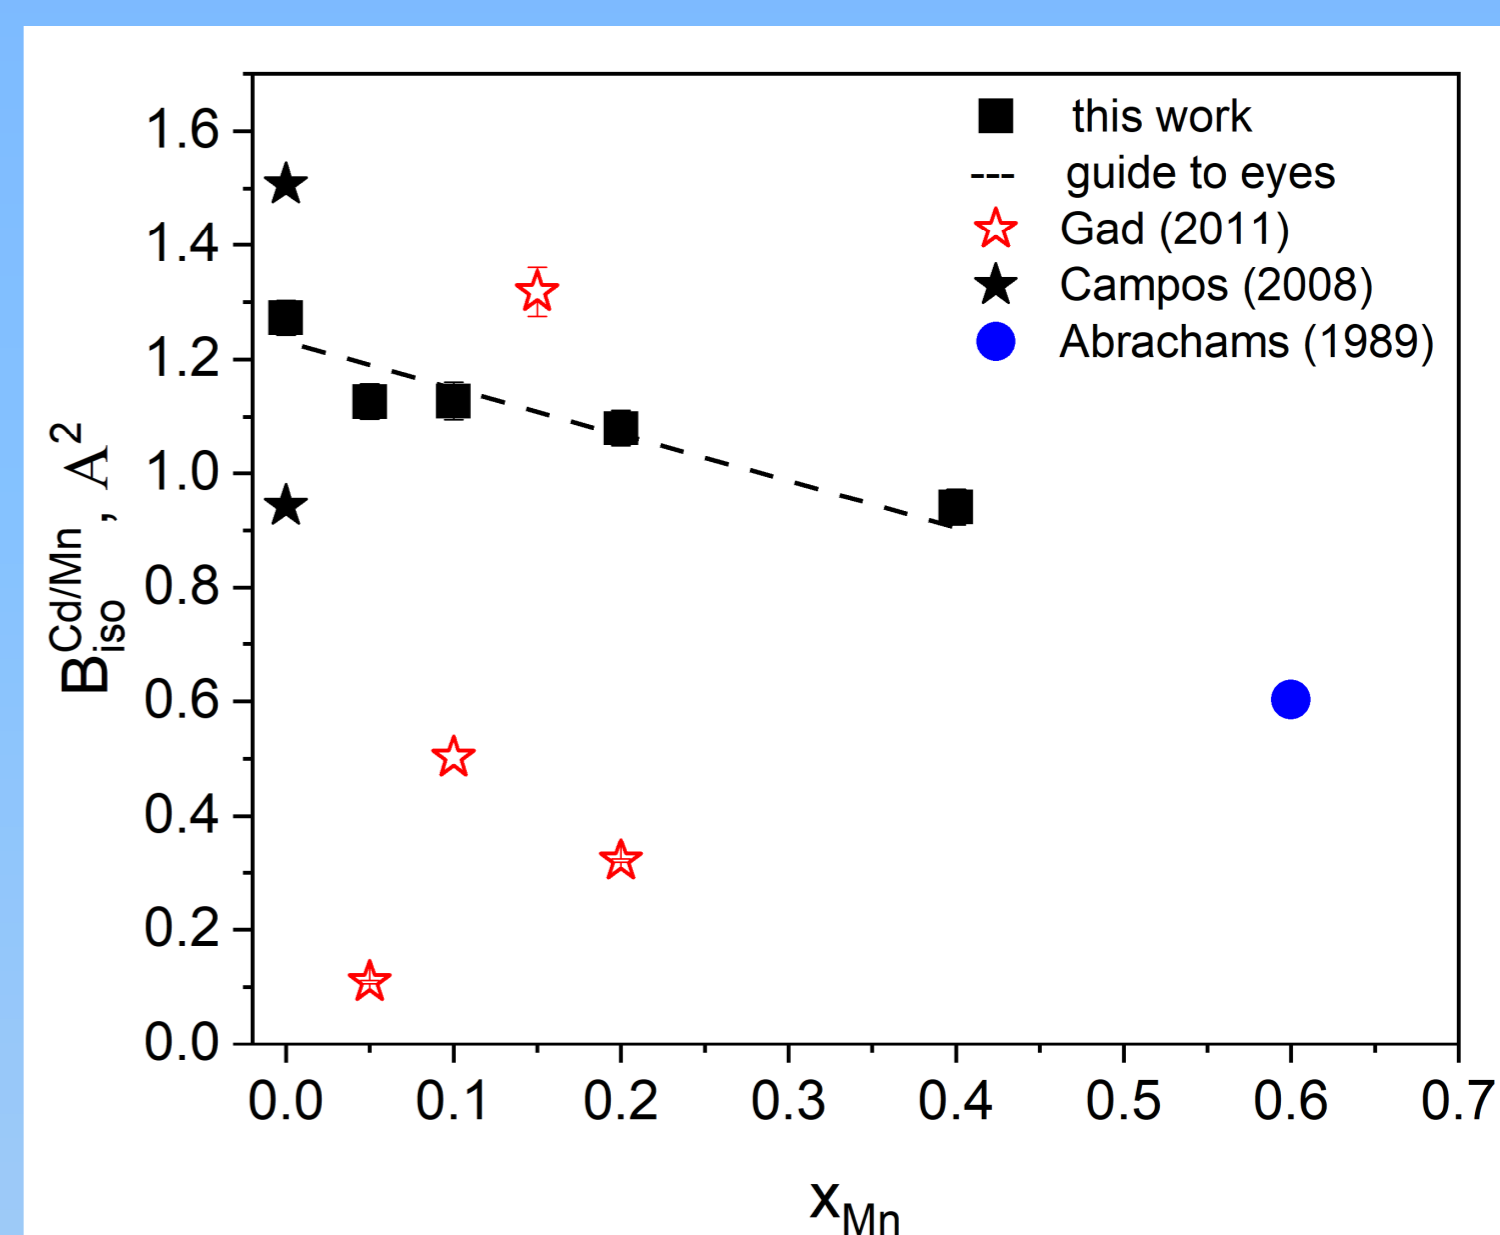 this work
guide to eyes
Gad (2011)
Campos (2008)
Abrachams (1989)
1.6
1.4
1.2
1.0
0.8
0.6
0.4
0.2
0.0
B_iso^Cd/Mn, A^2
0.0 0.1 0.2 0.3 0.4 0.5 0.6 0.7
x_Mn